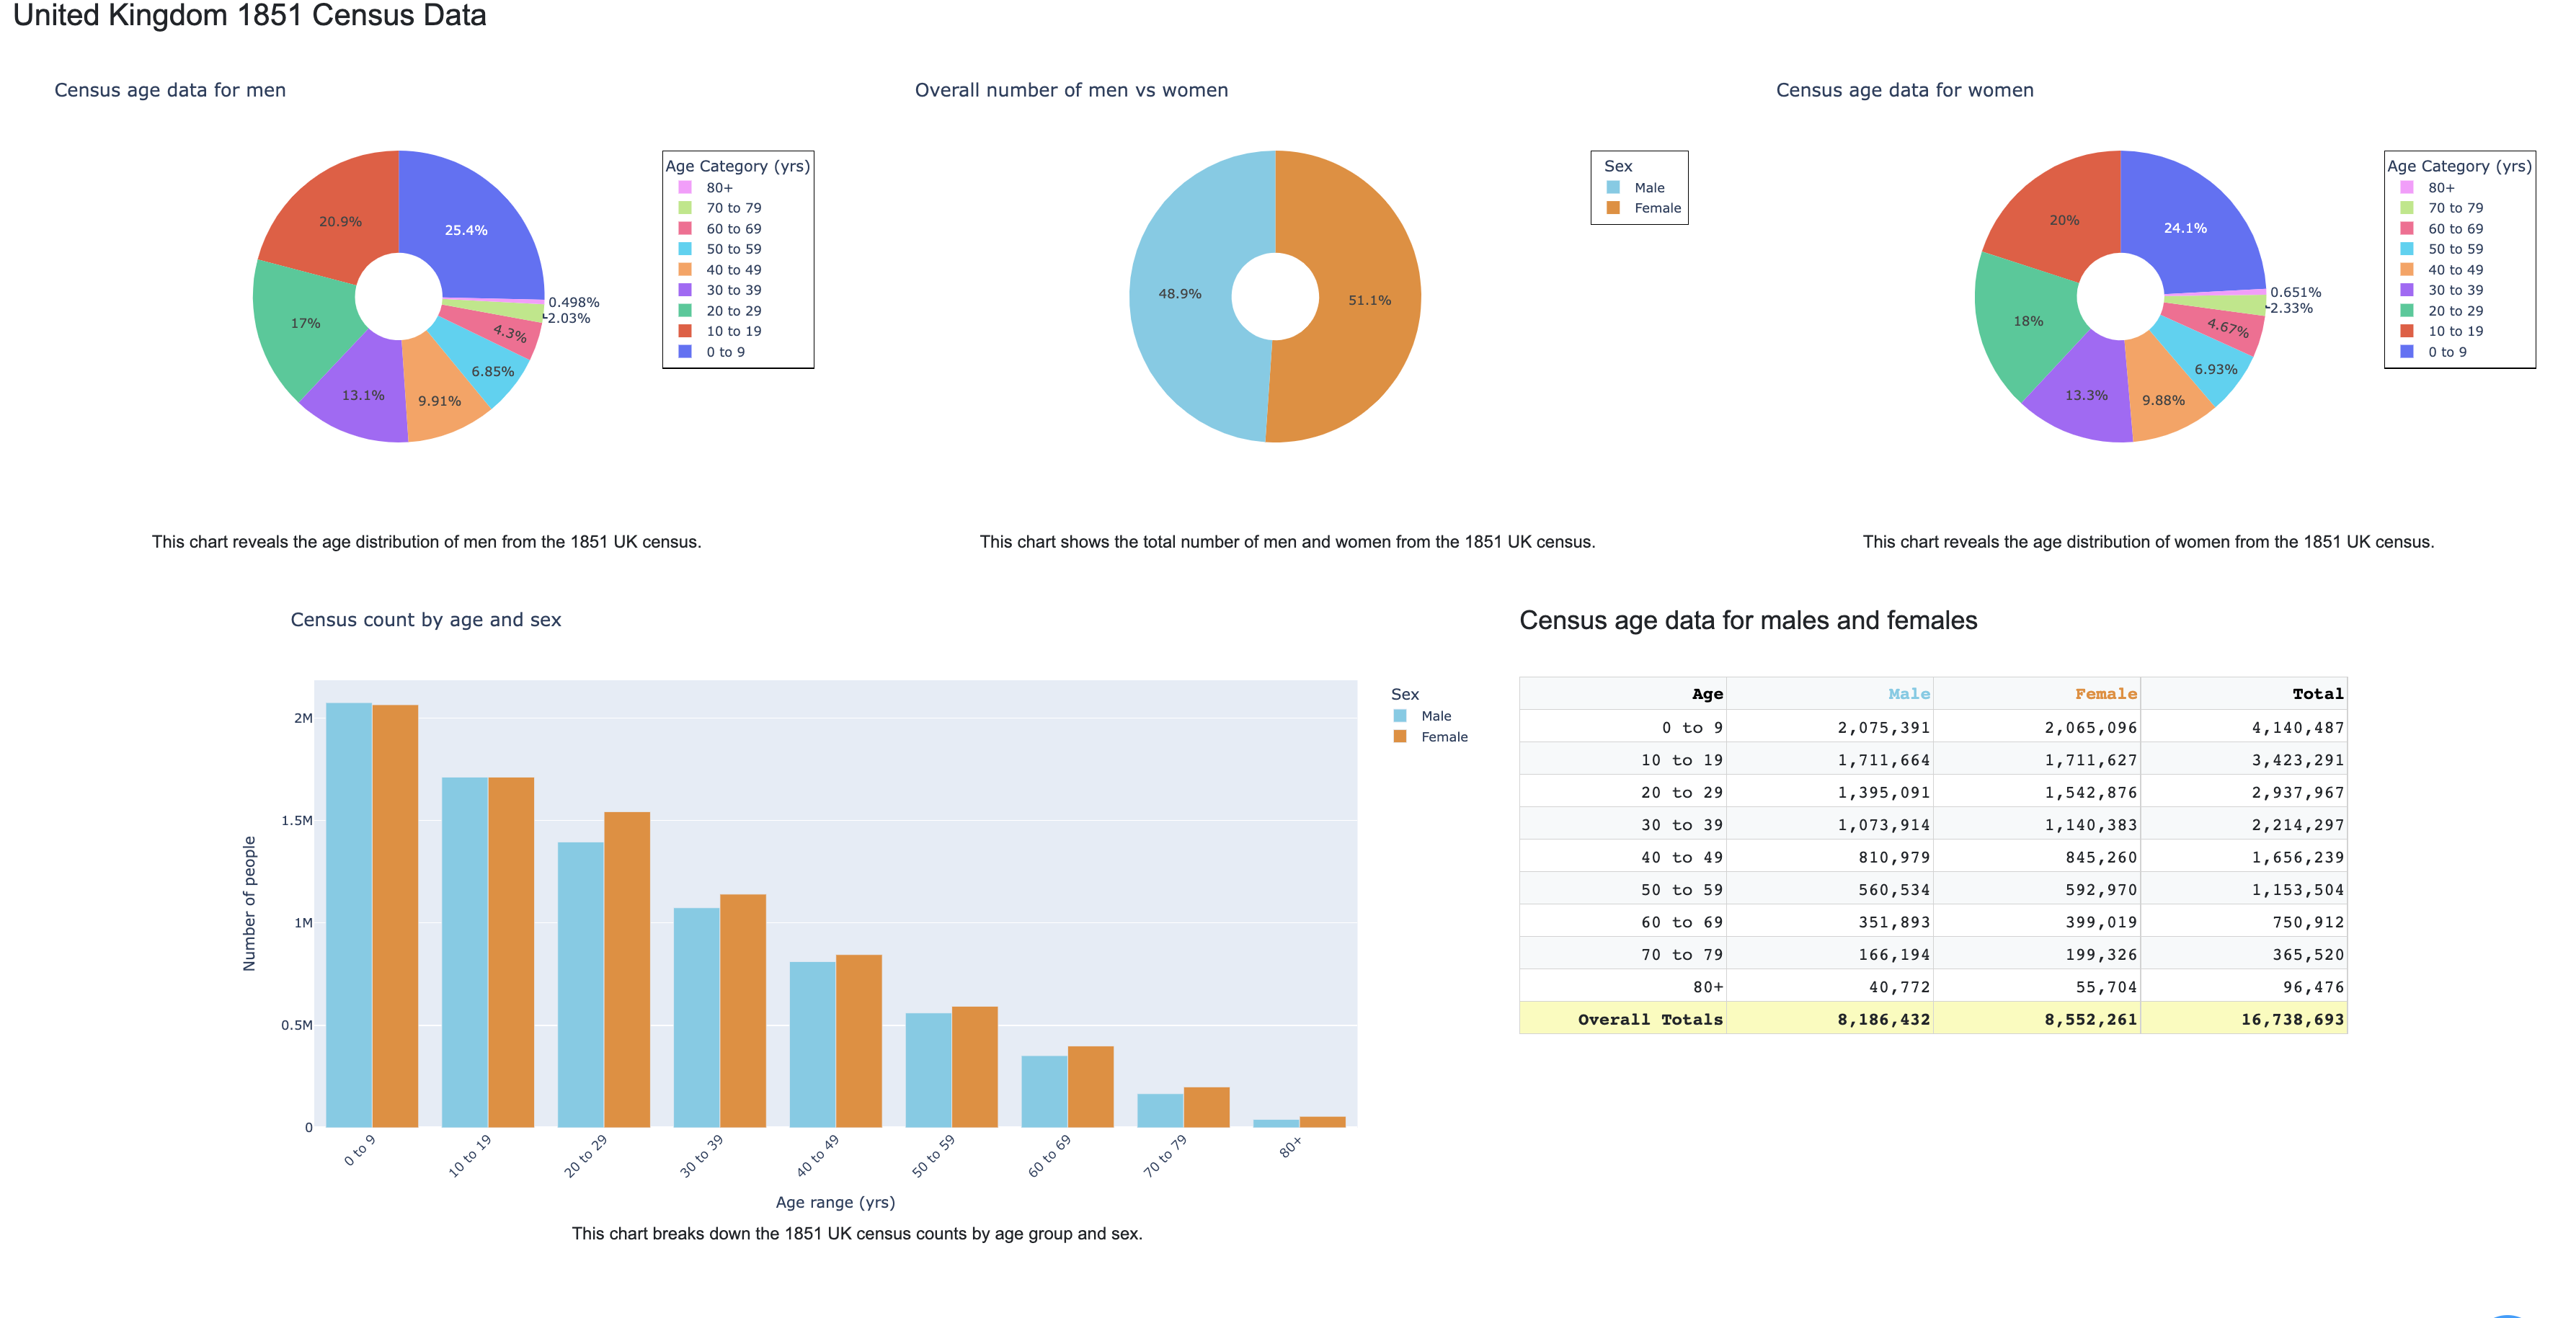 United Kingdom 1851 Census Data
Census age data for men
25.4%
20.9%
17%
13.1%
9.91%
6.85%
4.3%
2.03%
0.498%
Age Category (yrs)
80+
70 to 79
60 to 69
50 to 59
40 to 49
30 to 39
20 to 29
10 to 19
0 to 9
This chart reveals the age distribution of men from the 1851 UK census.
Overall number of men vs women
48.9%
51.1%
Sex
Male
Female
This chart shows the total number of men and women from the 1851 UK census.
Census age data for women
24.1%
20%
18%
13.3%
9.88%
6.93%
4.67%
2.33%
0.651%
Age Category (yrs)
80+
70 to 79
60 to 69
50 to 59
40 to 49
30 to 39
20 to 29
10 to 19
0 to 9
This chart reveals the age distribution of women from the 1851 UK census.
Census count by age and sex
Number of people
2M
1.5M
1M
0.5M
0
0 to 9
10 to 19
20 to 29
30 to 39
40 to 49
50 to 59
60 to 69
70 to 79
80+
Age range (yrs)
Sex
Male
Female
This chart breaks down the 1851 UK census counts by age group and sex.
Census age data for males and females
Age Male Female Total
0 to 9 2,075,391 2,065,096 4,140,487
10 to 19 1,711,664 1,711,627 3,423,291
20 to 29 1,395,091 1,542,876 2,937,967
30 to 39 1,073,914 1,140,383 2,214,297
40 to 49 810,979 845,260 1,656,239
50 to 59 560,534 592,970 1,153,504
60 to 69 351,893 399,019 750,912
70 to 79 166,194 199,326 365,520
80+ 40,772 55,704 96,476
Overall Totals 8,186,432 8,552,261 16,738,693